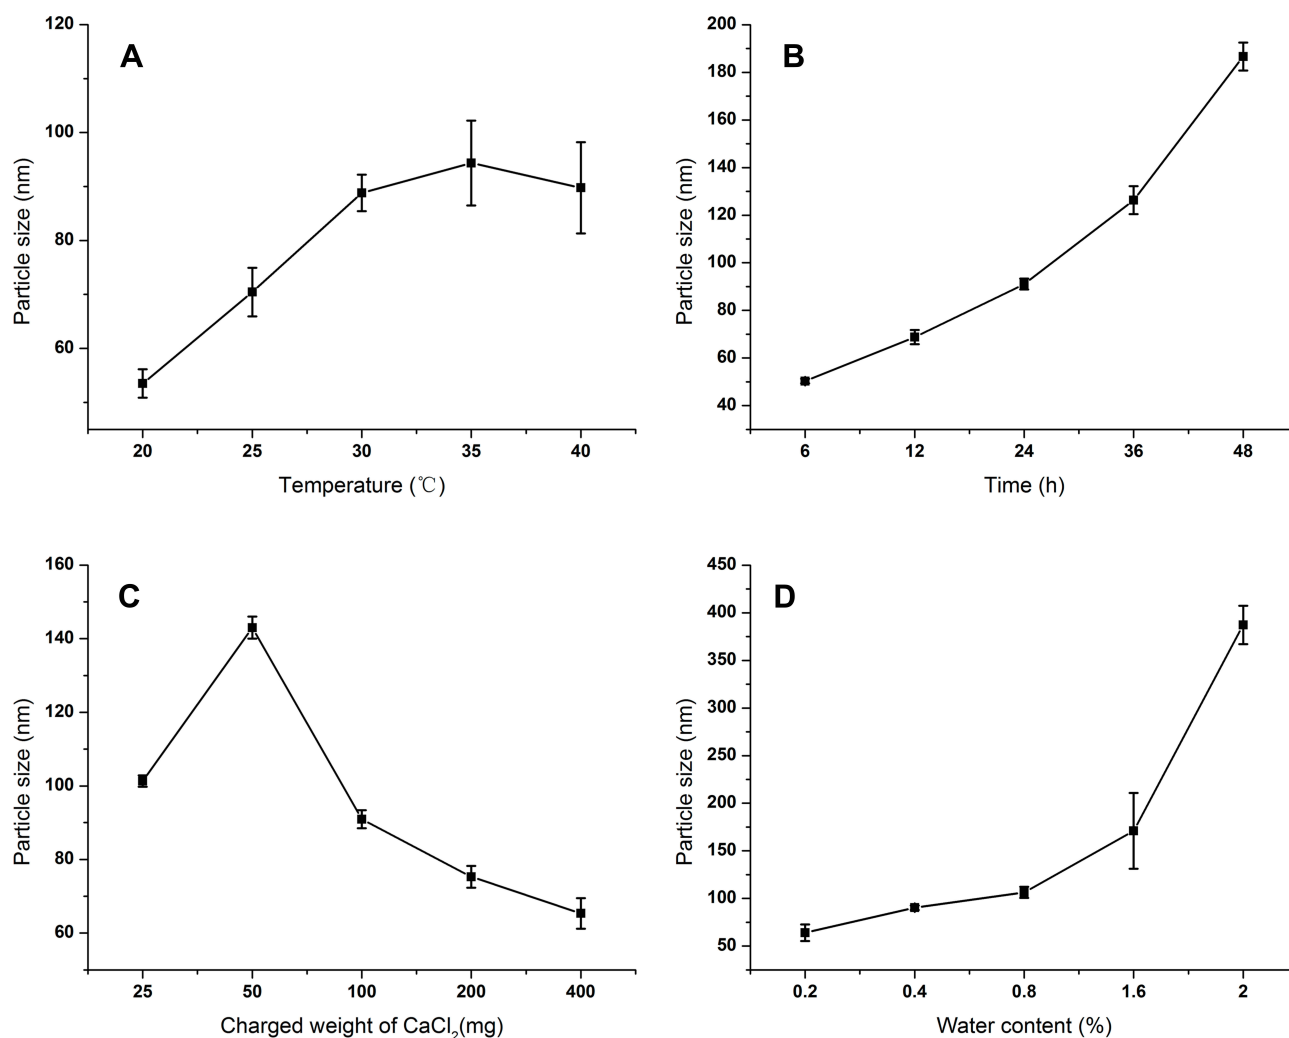 A
Particle size (nm)
120
100
80
60
20 25 30 35 40
Temperature (℃)
B
Particle size (nm)
200
180
160
140
120
100
80
60
40
6 12 24 36 48
Time (h)
C
Particle size (nm)
160
140
120
100
80
60
25 50 100 200 400
Charged weight of CaCl₂(mg)
D
Particle size (nm)
450
400
350
300
250
200
150
100
50
0.2 0.4 0.8 1.6 2
Water content (%)